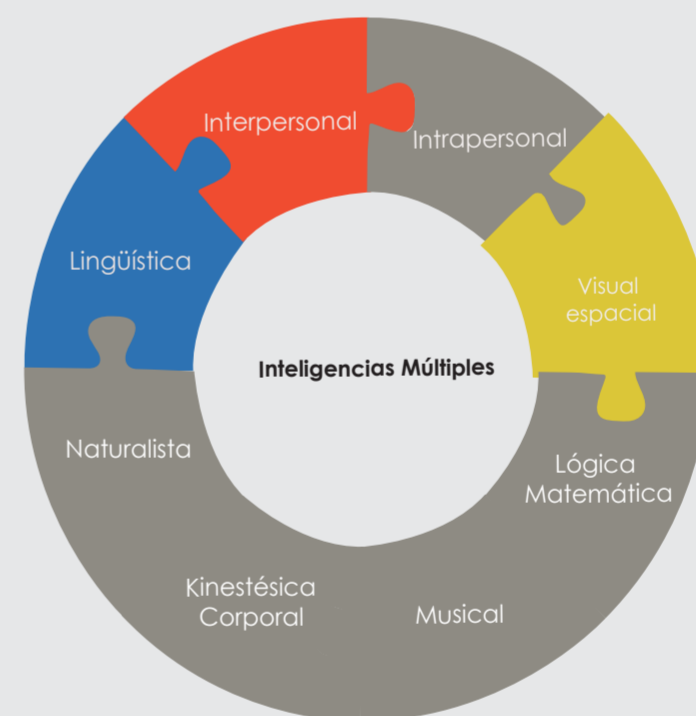 Interpersonal
Intrapersonal
Lingüística
Visual
espacial
Inteligencias Múltiples
Naturalista
Lógica
Matemática
Kinestésica
Corporal
Musical